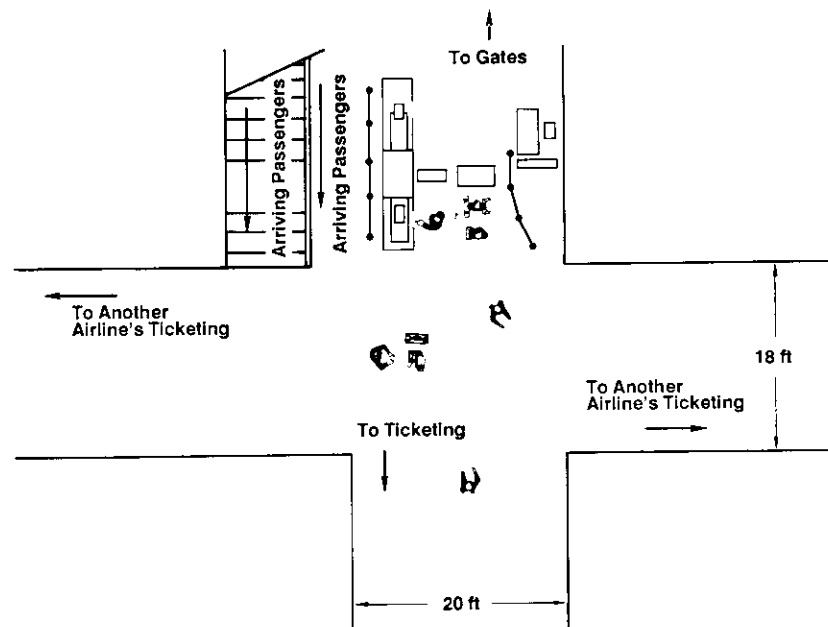 To Gates
Arriving Passengers
Arriving Passengers
To Another
Airline's Ticketing
18 ft
To Another
Airline's Ticketing
To Ticketing
20 ft